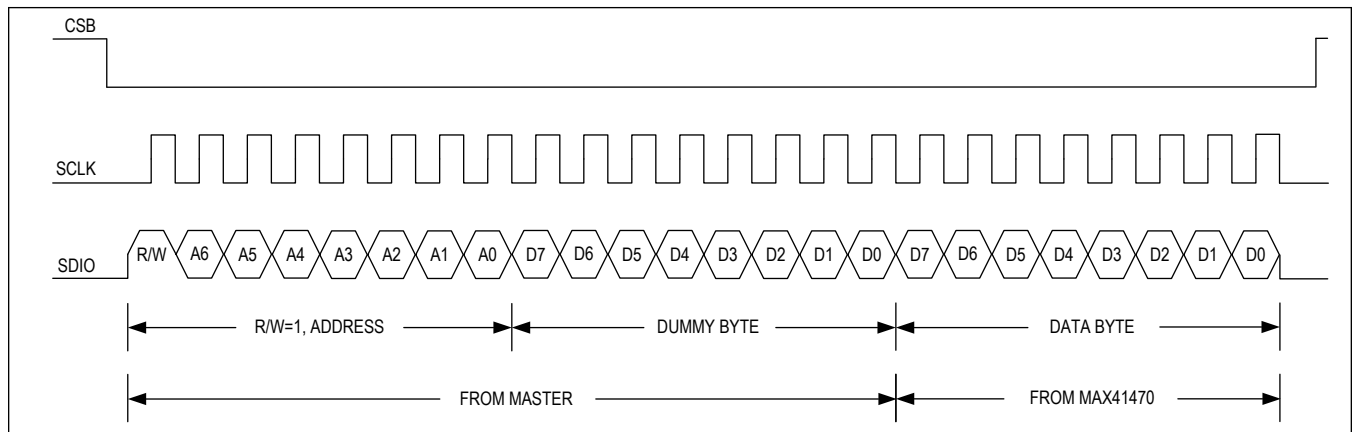 CSB
SCLK
SDIO R/W A6 A5 A4 A3 A2 A1 A0 D7 D6 D5 D4 D3 D2 D1 D0 D7 D6 D5 D4 D3 D2 D1 D0
R/W=1, ADDRESS DUMMY BYTE DATA BYTE
FROM MASTER FROM MAX41470